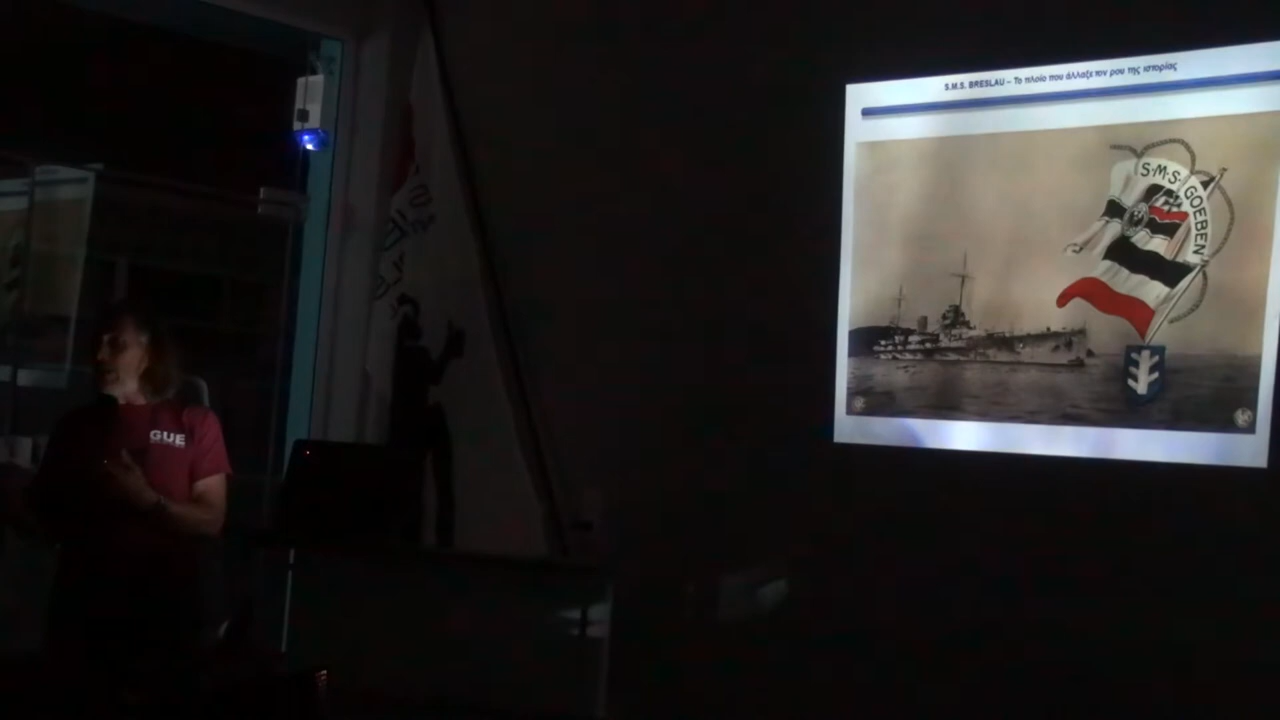 S.M.S. BRESLAU – Το πλοίο που άλλαξε τον ρου της ιστορίας
S·M·S· GOEBEN
GUE